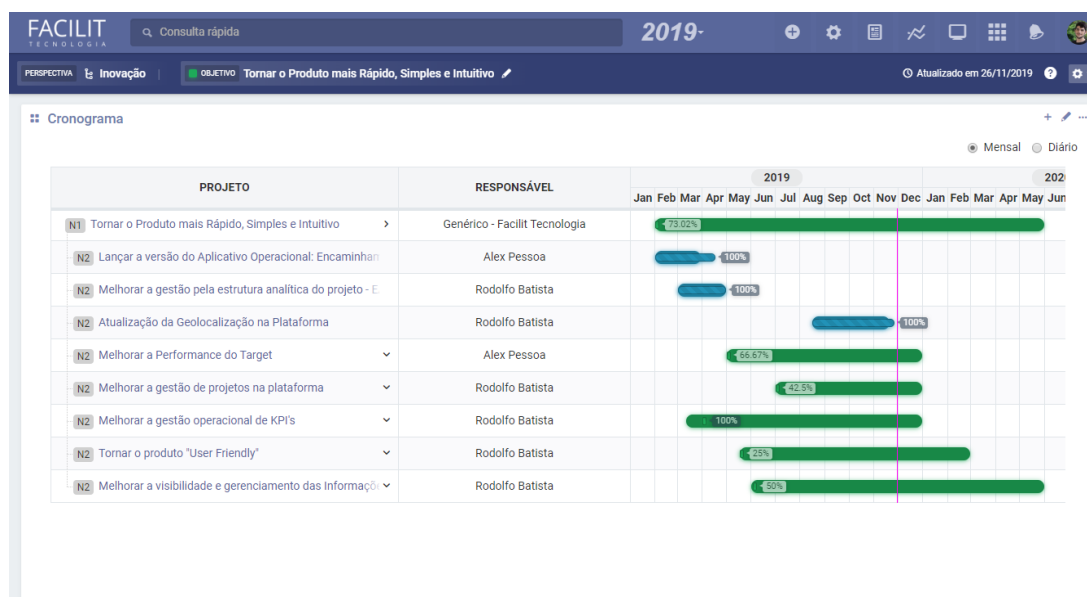 FACILIT
TECNOLOGIA
Consulta rápida
2019
PERSPECTIVA Inovação
OBJETIVO Tornar o Produto mais Rápido, Simples e Intuitivo
Atualizado em 26/11/2019
Cronograma
Mensal Diário
PROJETO RESPONSÁVEL 2019 202
Jan Feb Mar Apr May Jun Jul Aug Sep Oct Nov Dec Jan Feb Mar Apr May Jun
N1 Tornar o Produto mais Rápido, Simples e Intuitivo Genérico - Facilit Tecnologia 73.02%
N2 Lançar a versão do Aplicativo Operacional: Encaminham Alex Pessoa 100%
N2 Melhorar a gestão pela estrutura analítica do projeto - E Rodolfo Batista 100%
N2 Atualização da Geolocalização na Plataforma Rodolfo Batista 100%
N2 Melhorar a Performance do Target Alex Pessoa 66.67%
N2 Melhorar a gestão de projetos na plataforma Rodolfo Batista 42.5%
N2 Melhorar a gestão operacional de KPI's Rodolfo Batista 100%
N2 Tornar o produto "User Friendly" Rodolfo Batista 25%
N2 Melhorar a visibilidade e gerenciamento das Informaçõ Rodolfo Batista 50%